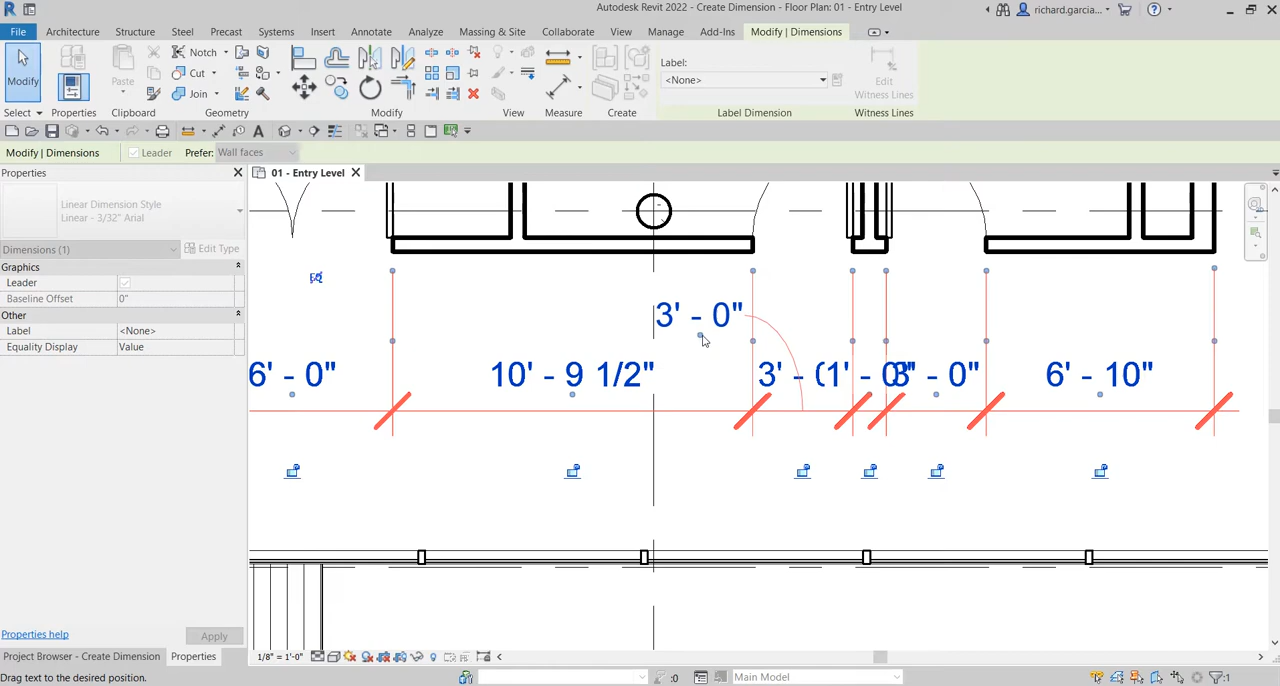 Autodesk Revit 2022 - Create Dimension - Floor Plan: 01 - Entry Level
richard.garcia...
File Architecture Structure Steel Precast Systems Insert Annotate Analyze Massing & Site Collaborate View Manage Add-Ins Modify | Dimensions
Modify
Paste
Notch
Cut
Join
Label:
<None>
Edit
Witness Lines
Select Properties Clipboard Geometry Modify View Measure Create Label Dimension Witness Lines
Modify | Dimensions Leader Prefer: Wall faces
Properties
01 - Entry Level
Linear Dimension Style
Linear - 3/32" Arial
Dimensions (1) Edit Type
Graphics
Leader
Baseline Offset 0"
Other
Label <None>
Equality Display Value
EQ
3' - 0"
6' - 0" 10' - 9 1/2" 3' - 1' - 0" 3' - 0" 6' - 10"
Properties help Apply
Project Browser - Create Dimension Properties 1/8" = 1'-0"
Drag text to the desired position. :0 Main Model :1